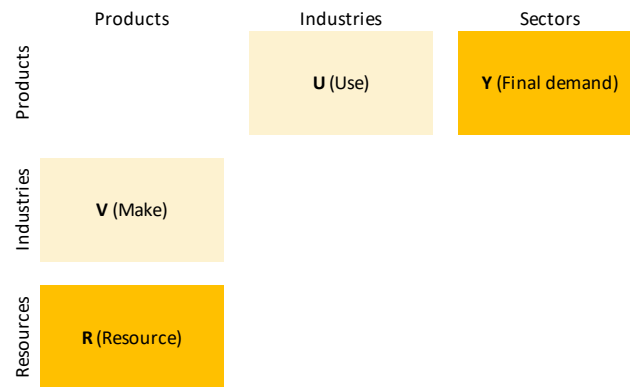 Products
Industries
Sectors
Products
U (Use)
Y (Final demand)
Industries
V (Make)
Resources
R (Resource)